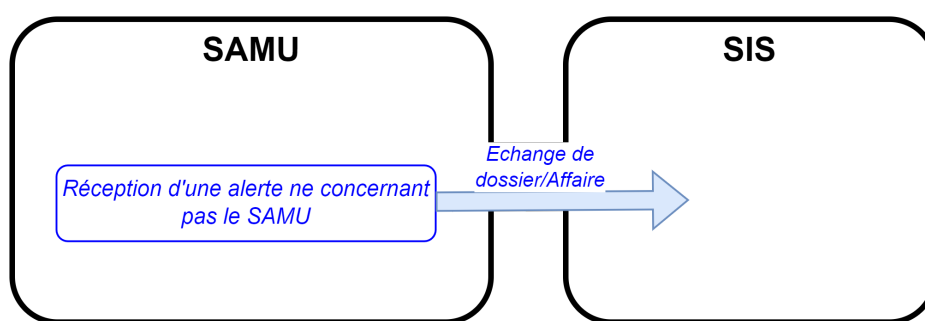 SAMU
SIS
Echange de
dossier/Affaire
Réception d'une alerte ne concernant
pas le SAMU